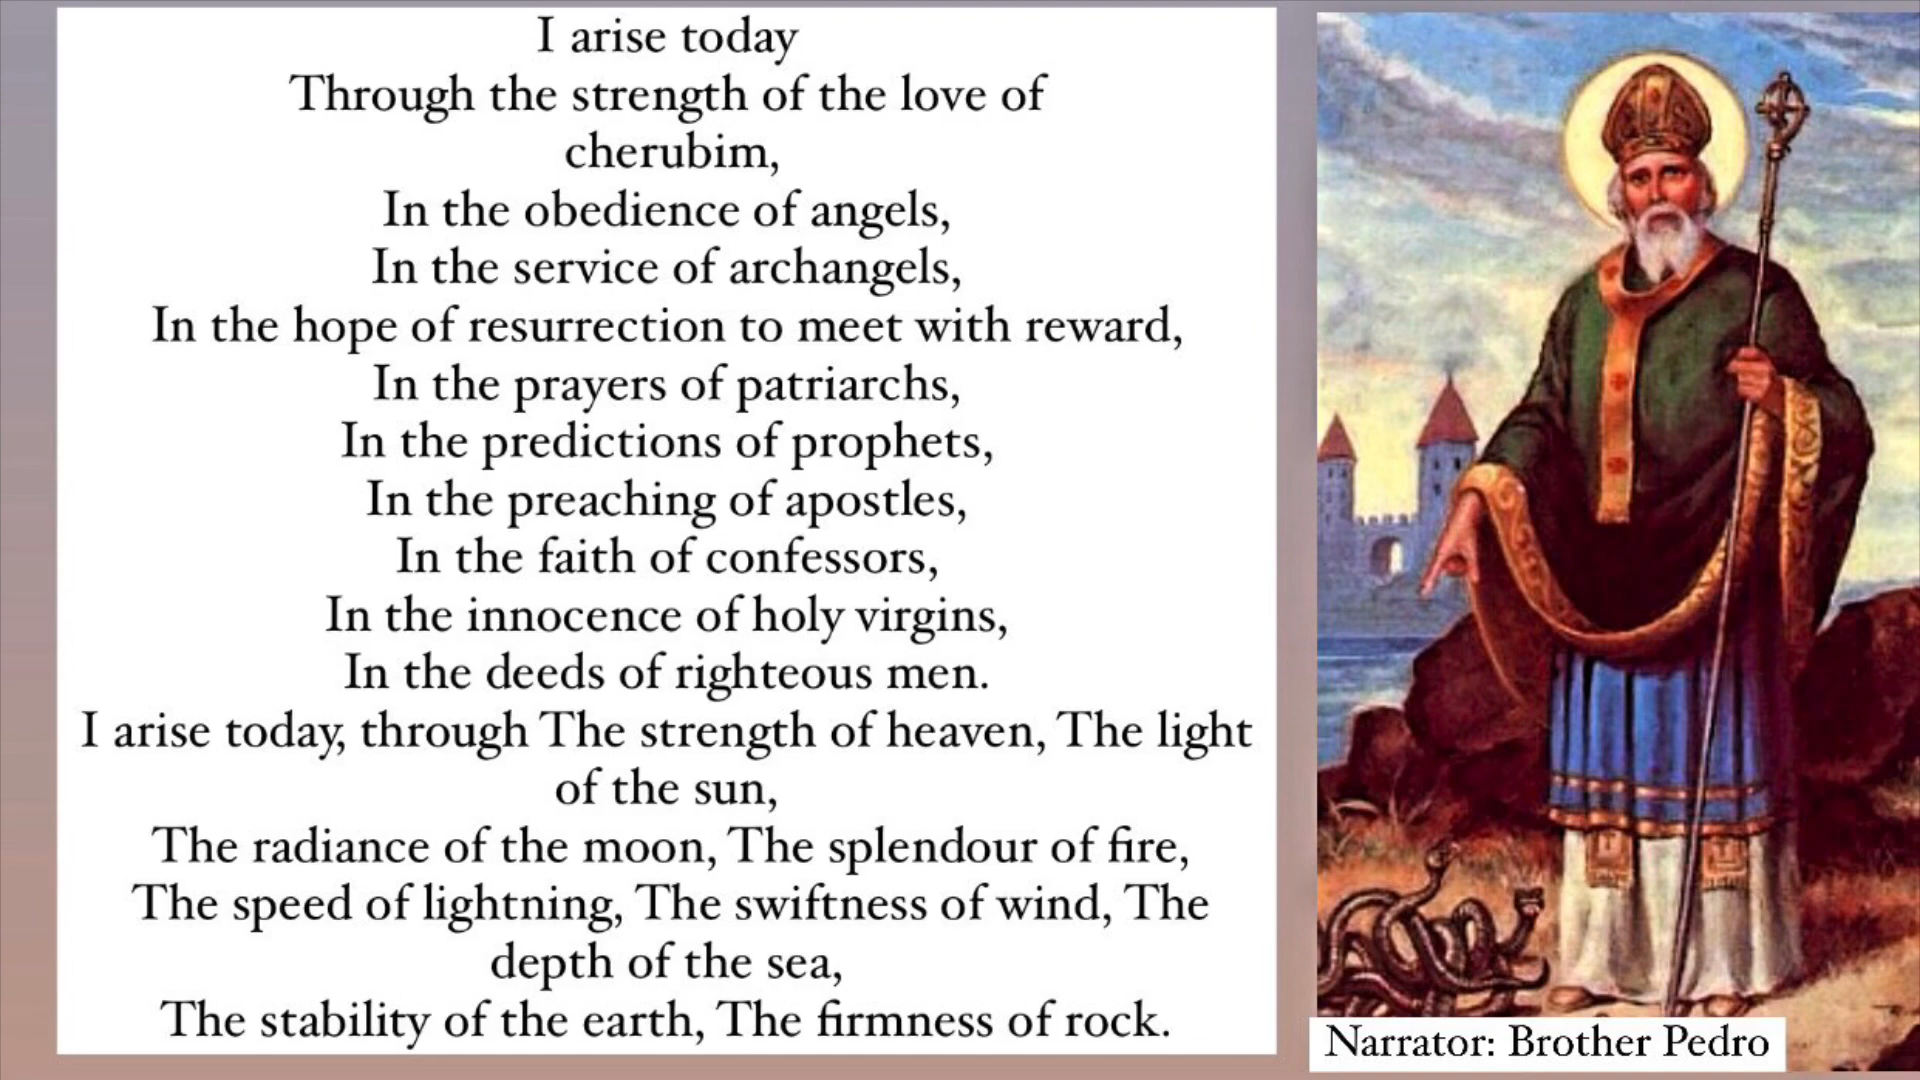 I arise today
Through the strength of the love of
cherubim,
In the obedience of angels,
In the service of archangels,
In the hope of resurrection to meet with reward,
In the prayers of patriarchs,
In the predictions of prophets,
In the preaching of apostles,
In the faith of confessors,
In the innocence of holy virgins,
In the deeds of righteous men.
I arise today, through The strength of heaven, The light
of the sun,
The radiance of the moon, The splendour of fire,
The speed of lightning, The swiftness of wind, The
depth of the sea,
The stability of the earth, The firmness of rock.
Narrator: Brother Pedro